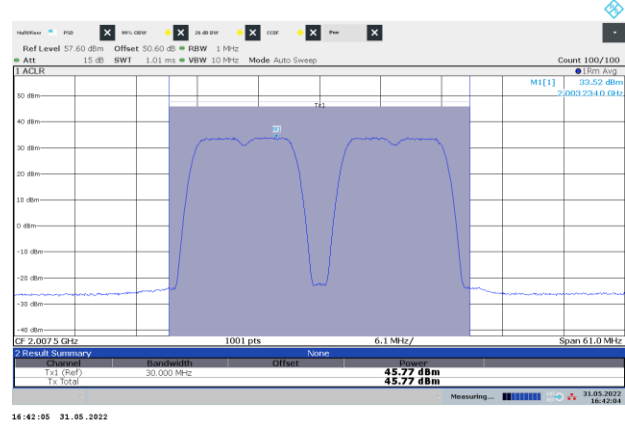 MultiView PSD 99% OBW 26 dB BW CCDF Pwr
Ref Level 57.60 dBm Offset 50.60 dB RBW 1 MHz
Att 15 dB SWT 1.01 ms VBW 10 MHz Mode Auto Sweep Count 100/100
1 ACLR 1Rm Avg
M1[1] 33.52 dBm
2.0032340 GHz
Tx1
50 dBm
40 dBm
M1
30 dBm
20 dBm
10 dBm
0 dBm
-10 dBm
-20 dBm
-30 dBm
-40 dBm
CF 2.0075 GHz 1001 pts 6.1 MHz/ Span 61.0 MHz
2 Result Summary None
Channel Bandwidth Offset Power
Tx1 (Ref) 30.000 MHz 45.77 dBm
Tx Total 45.77 dBm
Measuring... 31.05.2022
16:42:04
16:42:05 31.05.2022